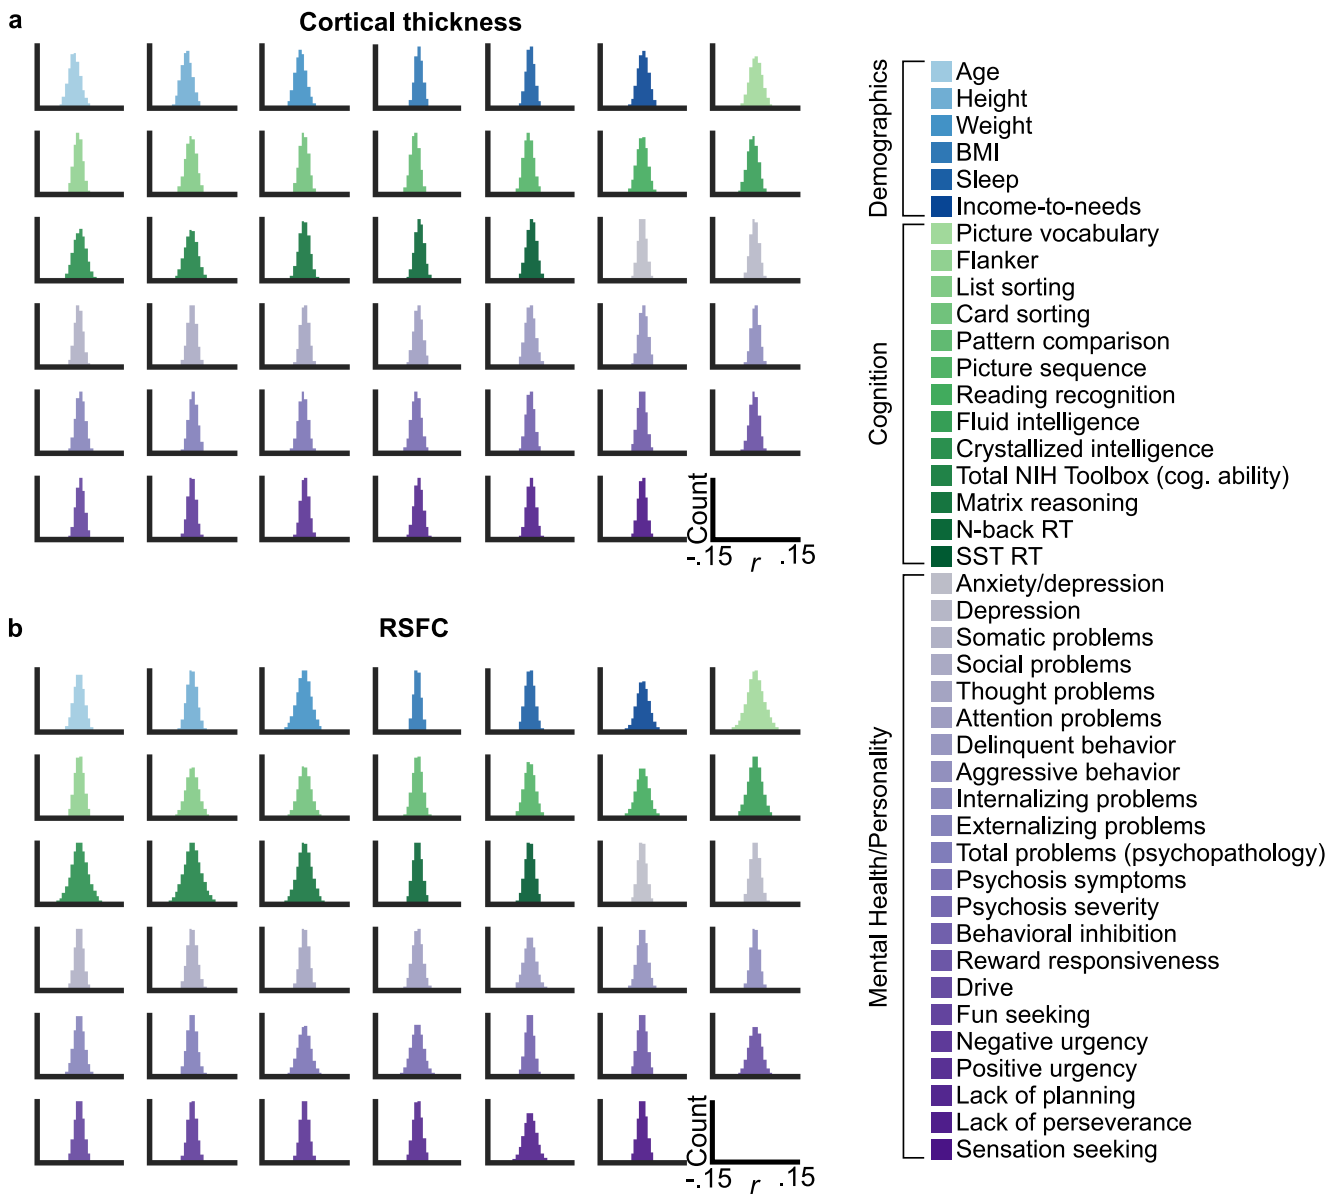 a
Cortical thickness
Count
-.15 r .15
b
RSFC
Count
-.15 r .15
Demographics
Age
Height
Weight
BMI
Sleep
Income-to-needs
Cognition
Picture vocabulary
Flanker
List sorting
Card sorting
Pattern comparison
Picture sequence
Reading recognition
Fluid intelligence
Crystallized intelligence
Total NIH Toolbox (cog. ability)
Matrix reasoning
N-back RT
SST RT
Mental Health/Personality
Anxiety/depression
Depression
Somatic problems
Social problems
Thought problems
Attention problems
Delinquent behavior
Aggressive behavior
Internalizing problems
Externalizing problems
Total problems (psychopathology)
Psychosis symptoms
Psychosis severity
Behavioral inhibition
Reward responsiveness
Drive
Fun seeking
Negative urgency
Positive urgency
Lack of planning
Lack of perseverance
Sensation seeking